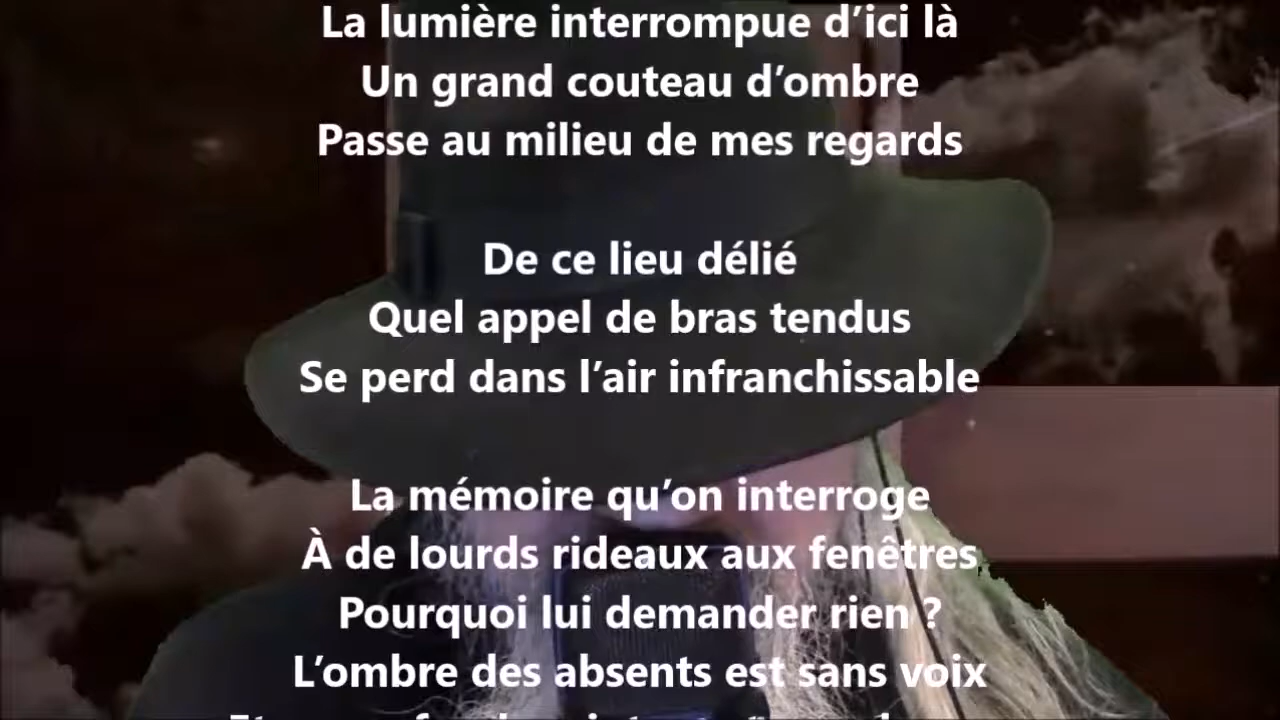 La lumière interrompue d’ici là
Un grand couteau d’ombre
Passe au milieu de mes regards
De ce lieu délié
Quel appel de bras tendus
Se perd dans l’air infranchissable
La mémoire qu’on interroge
À de lourds rideaux aux fenêtres
Pourquoi lui demander rien ?
L’ombre des absents est sans voix